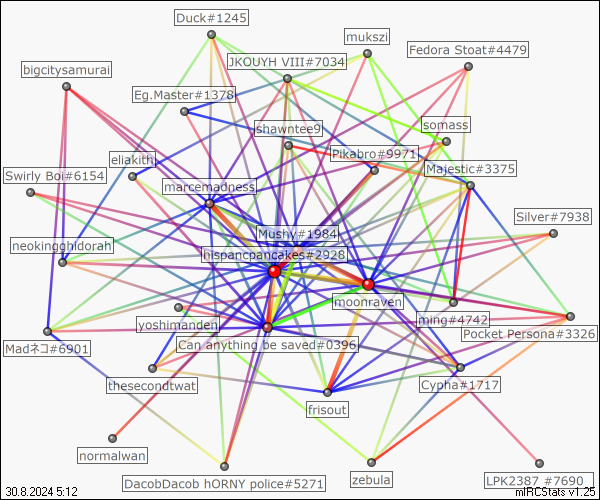 Duck#1245
mukszi
Fedora Stoat#4479
JKOUYH VIII#7034
bigcitysamurai
Eg.Master#1378
shawntee9
somass
Pikabro#9971
eliakith
Majestic#3375
Swirly Boi#6154
marcemadness
Silver#7938
Mushy#1984
neokingghidorah
hispancpancakes#2928
moonraven
yoshimanden
ming#4742
Pocket Persona#3326
Madネコ#6901
Can anything be saved#0396
thesecondtwat
Cypha#1717
frisout
normalwan
zebula
DacobDacob hORNY police#5271
LPK2387 #7690
30.8.2024 5:12
mIRCStats v1.25